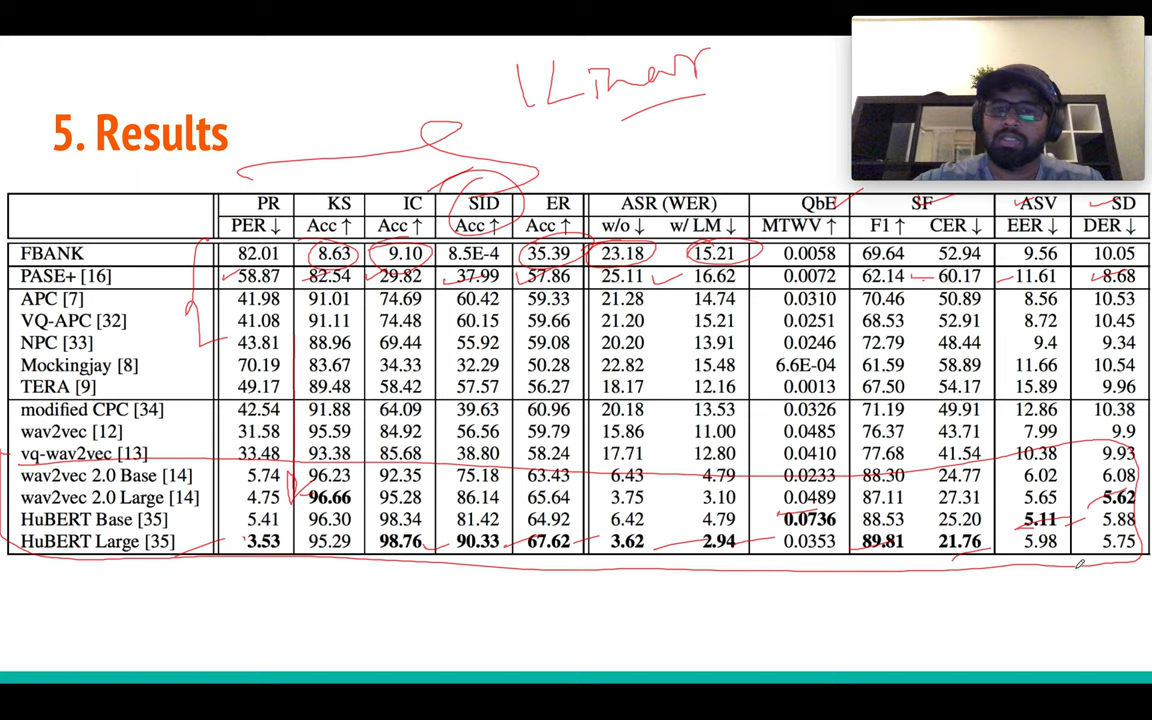 1 Linear
5. Results
PR KS IC SID ER ASR (WER) QbE SF ASV SD
PER ↓ Acc ↑ Acc ↑ Acc ↑ Acc ↑ w/o ↓ w/ LM ↓ MTWV ↑ F1 ↑ CER ↓ EER ↓ DER ↓
FBANK 82.01 8.63 9.10 8.5E-4 35.39 23.18 15.21 0.0058 69.64 52.94 9.56 10.05
PASE+ [16] 58.87 82.54 29.82 37.99 57.86 25.11 16.62 0.0072 62.14 60.17 11.61 8.68
APC [7] 41.98 91.01 74.69 60.42 59.33 21.28 14.74 0.0310 70.46 50.89 8.56 10.53
VQ-APC [32] 41.08 91.11 74.48 60.15 59.66 21.20 15.21 0.0251 68.53 52.91 8.72 10.45
NPC [33] 43.81 88.96 69.44 55.92 59.08 20.20 13.91 0.0246 72.79 48.44 9.4 9.34
Mockingjay [8] 70.19 83.67 34.33 32.29 50.28 22.82 15.48 6.6E-04 61.59 58.89 11.66 10.54
TERA [9] 49.17 89.48 58.42 57.57 56.27 18.17 12.16 0.0013 67.50 54.17 15.89 9.96
modified CPC [34] 42.54 91.88 64.09 39.63 60.96 20.18 13.53 0.0326 71.19 49.91 12.86 10.38
wav2vec [12] 31.58 95.59 84.92 56.56 59.79 15.86 11.00 0.0485 76.37 43.71 7.99 9.9
vq-wav2vec [13] 33.48 93.38 85.68 38.80 58.24 17.71 12.80 0.0410 77.68 41.54 10.38 9.93
wav2vec 2.0 Base [14] 5.74 96.23 92.35 75.18 63.43 6.43 4.79 0.0233 88.30 24.77 6.02 6.08
wav2vec 2.0 Large [14] 4.75 96.66 95.28 86.14 65.64 3.75 3.10 0.0489 87.11 27.31 5.65 5.62
HuBERT Base [35] 5.41 96.30 98.34 81.42 64.92 6.42 4.79 0.0736 88.53 25.20 5.11 5.88
HuBERT Large [35] 3.53 95.29 98.76 90.33 67.62 3.62 2.94 0.0353 89.81 21.76 5.98 5.75